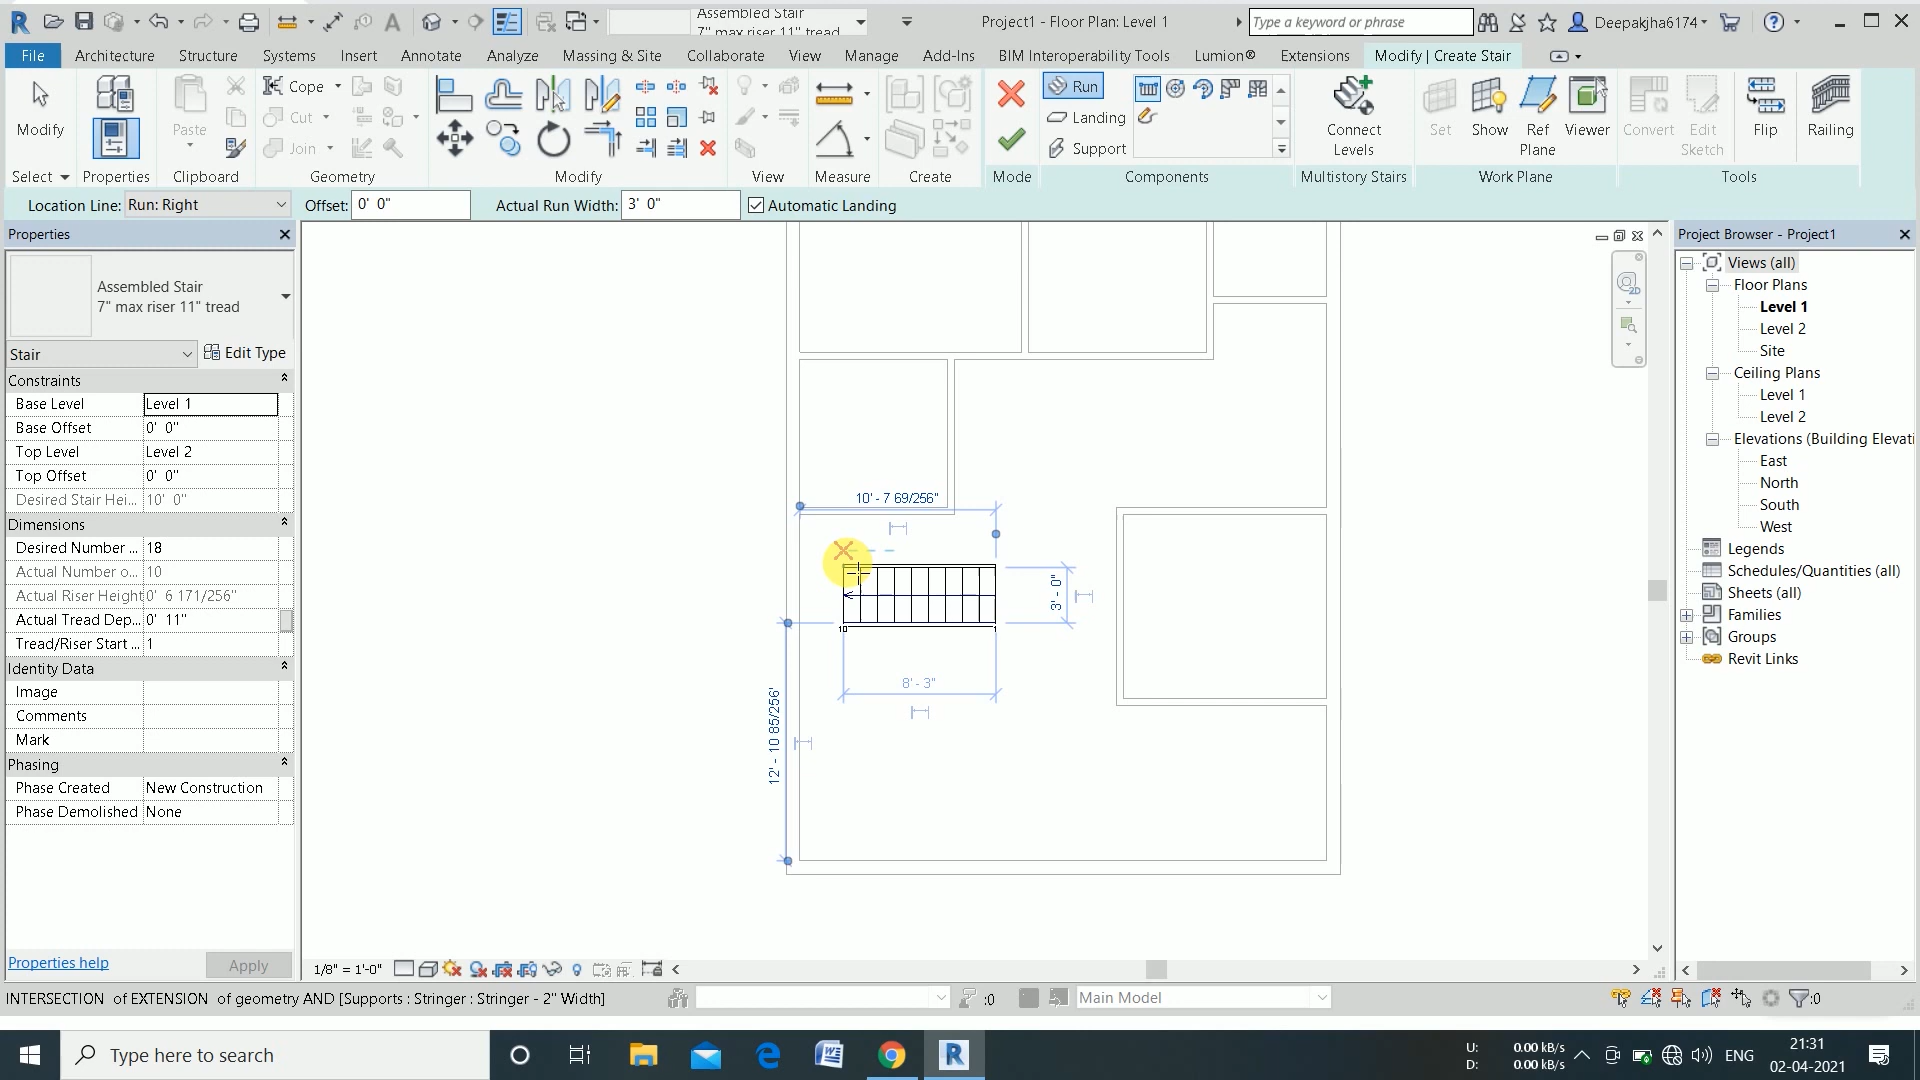 Assembled Stair
7" max riser 11" tread
Project1 - Floor Plan: Level 1
Type a keyword or phrase
Deepakjha6174
File
Architecture
Structure
Systems
Insert
Annotate
Analyze
Massing & Site
Collaborate
View
Manage
Add-Ins
BIM Interoperability Tools
Lumion®
Extensions
Modify | Create Stair
Modify
Select
Properties
Paste
Clipboard
Cope
Cut
Join
Geometry
Modify
View
Measure
Create
Mode
Run
Landing
Support
Components
Connect
Levels
Multistory Stairs
Set
Show
Ref
Plane
Viewer
Work Plane
Convert
Edit
Sketch
Flip
Railing
Tools
Location Line: Run: Right
Offset: 0' 0"
Actual Run Width: 3' 0"
Automatic Landing
Properties
Assembled Stair
7" max riser 11" tread
Stair
Edit Type
Constraints
Base Level Level 1
Base Offset 0' 0"
Top Level Level 2
Top Offset 0' 0"
Desired Stair Hei... 10' 0"
Dimensions
Desired Number ... 18
Actual Number o... 10
Actual Riser Height 0' 6 171/256"
Actual Tread Dep... 0' 11"
Tread/Riser Start ... 1
Identity Data
Image
Comments
Mark
Phasing
Phase Created New Construction
Phase Demolished None
Properties help
Apply
10' - 7 69/256"
3' - 0"
10
1
8' - 3"
12' - 10 85/256"
2D
Project Browser - Project1
Views (all)
Floor Plans
Level 1
Level 2
Site
Ceiling Plans
Level 1
Level 2
Elevations (Building Elevati
East
North
South
West
Legends
Schedules/Quantities (all)
Sheets (all)
Families
Groups
Revit Links
1/8" = 1'-0"
INTERSECTION of EXTENSION of geometry AND [Supports : Stringer : Stringer - 2" Width]
:0
Main Model
:0
Type here to search
U: 0.00 kB/s
D: 0.00 kB/s
ENG
21:31
02-04-2021